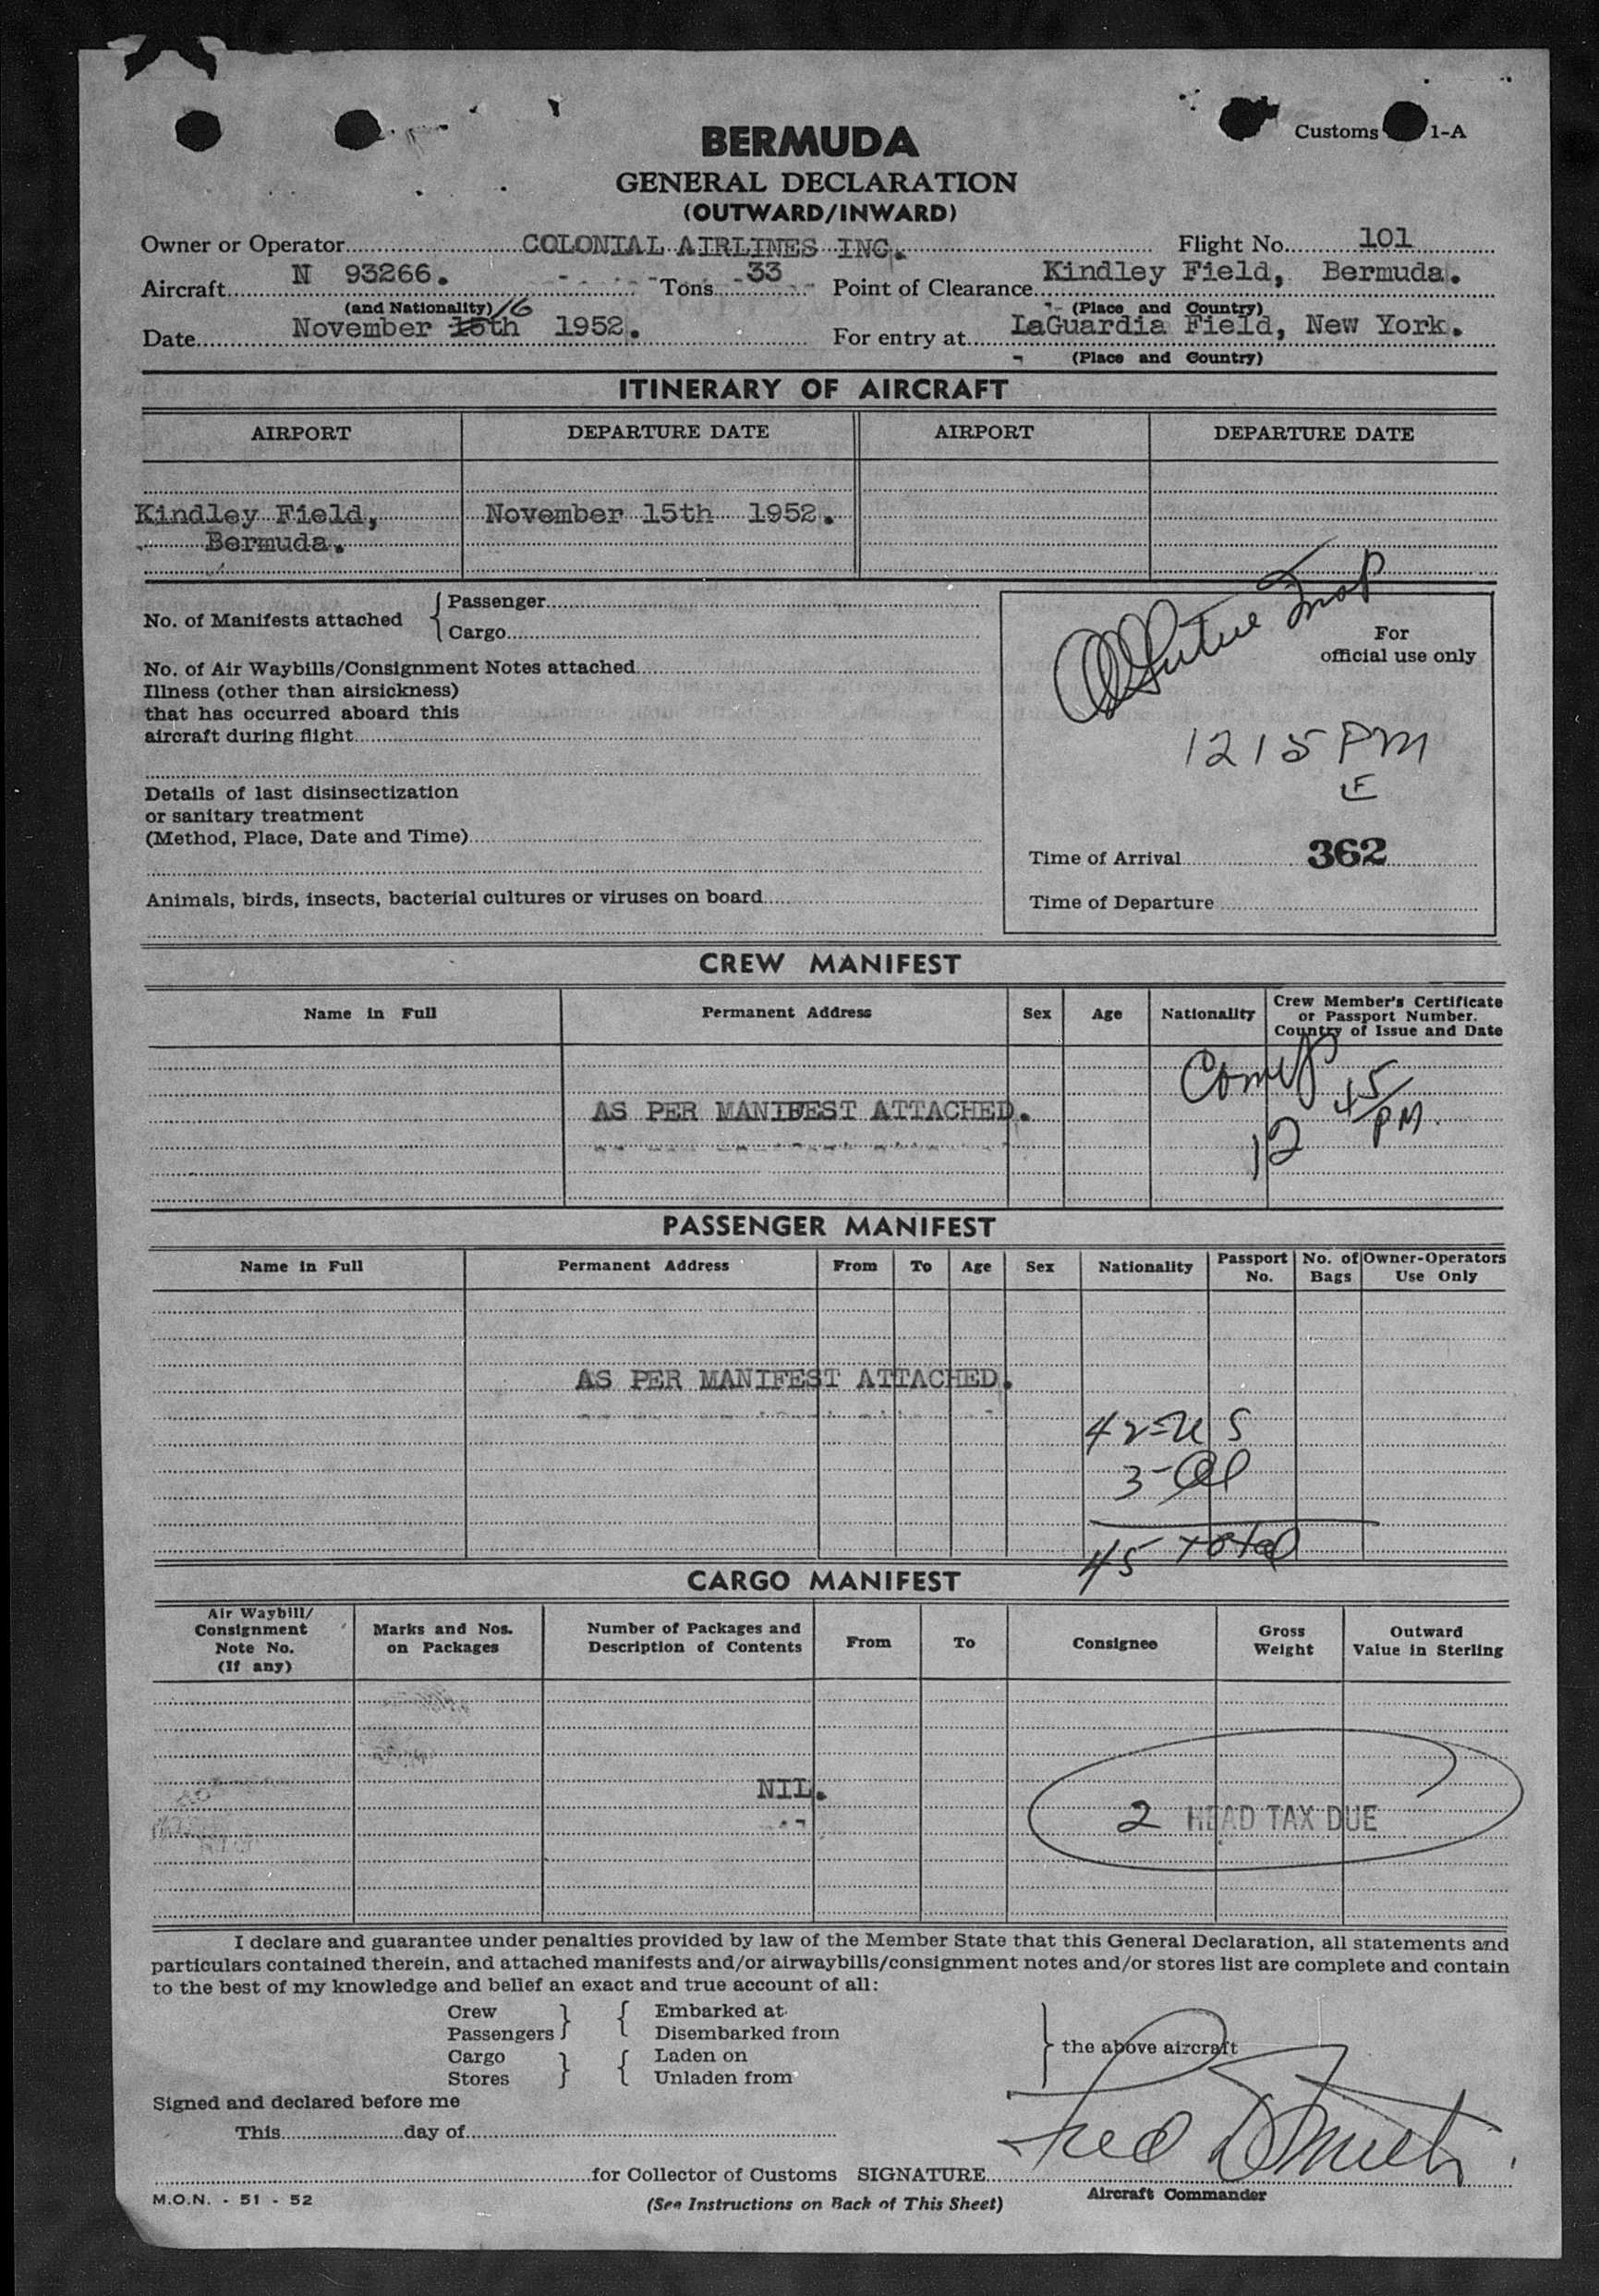 Customs 1-A
BERMUDA
GENERAL DECLARATION
(OUTWARD/INWARD)
Owner or Operator COLONIAL AIRLINES INC. Flight No. 101
Aircraft N 93266. Tons 33 Point of Clearance Kindley Field, Bermuda.
(and Nationality) (Place and Country)
16
Date November 15th 1952. For entry at LaGuardia Field, New York.
(Place and Country)
ITINERARY OF AIRCRAFT
AIRPORT DEPARTURE DATE AIRPORT DEPARTURE DATE
Kindley Field, November 15th 1952.
Bermuda.
No. of Manifests attached { Passenger
Cargo
No. of Air Waybills/Consignment Notes attached
Illness (other than airsickness)
that has occurred aboard this
aircraft during flight
Details of last disinsectization
or sanitary treatment
(Method, Place, Date and Time)
Animals, birds, insects, bacterial cultures or viruses on board
For
official use only
1215 PM
Time of Arrival 362
Time of Departure
CREW MANIFEST
Name in Full Permanent Address Sex Age Nationality Crew Member's Certificate
or Passport Number.
Country of Issue and Date
AS PER MANIFEST ATTACHED.
12 45 PM
PASSENGER MANIFEST
Name in Full Permanent Address From To Age Sex Nationality Passport No. No. of Bags Owner-Operators Use Only
AS PER MANIFEST ATTACHED.
42-U S
3-Al
45 total
CARGO MANIFEST
Air Waybill/ Consignment Note No. (If any) Marks and Nos. on Packages Number of Packages and Description of Contents From To Consignee Gross Weight Outward Value in Sterling
NIL.
2 HEAD TAX DUE
I declare and guarantee under penalties provided by law of the Member State that this General Declaration, all statements and
particulars contained therein, and attached manifests and/or airwaybills/consignment notes and/or stores list are complete and contain
to the best of my knowledge and belief an exact and true account of all:
Crew } { Embarked at
Passengers Disembarked from
} the above aircraft
Cargo } { Laden on
Stores Unladen from
Signed and declared before me
This day of
Fred Smith
for Collector of Customs SIGNATURE
Aircraft Commander
M.O.N. - 51 - 52 (See Instructions on Back of This Sheet)